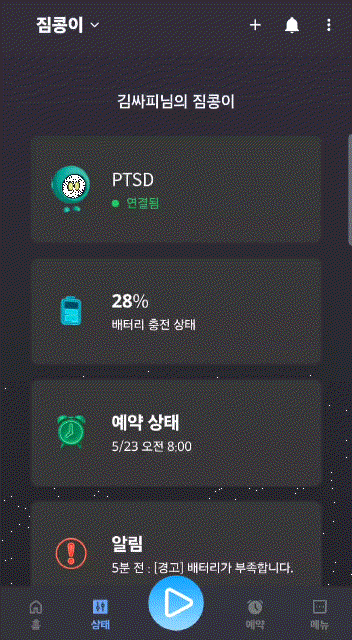 짐콩이
김싸피님의 짐콩이
PTSD
연결됨
28%
배터리 충전 상태
예약 상태
5/23 오전 8:00
알림
5분 전 : [경고] 배터리가 부족합니다.
홈
상태
예약
메뉴